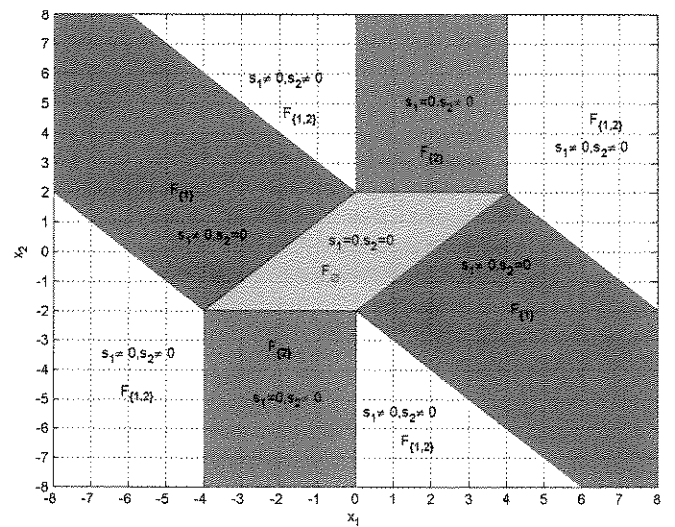 8
6
5
4
3
2
1
0
-1
-2
-3
-4
-5
-6
-7
-8
x₂
s₁≠ 0,s₂≠ 0
F{1,2}
s₁=0,s₂≠ 0
F{2}
F{1,2}
s₁≠ 0,s₂≠ 0
F{1}
s₁≠ 0,s₂=0
s₁=0,s₂=0
s₁≠ 0,s₂=0
F{1}
s₁≠ 0,s₂≠ 0
F{1,2}
F{2}
s₁=0,s₂≠ 0
s₁≠ 0,s₂≠ 0
F{1,2}
-8 -7 -6 -5 -4 -3 -2 -1 0 1 2 3 4 5 6 7 8
x₁